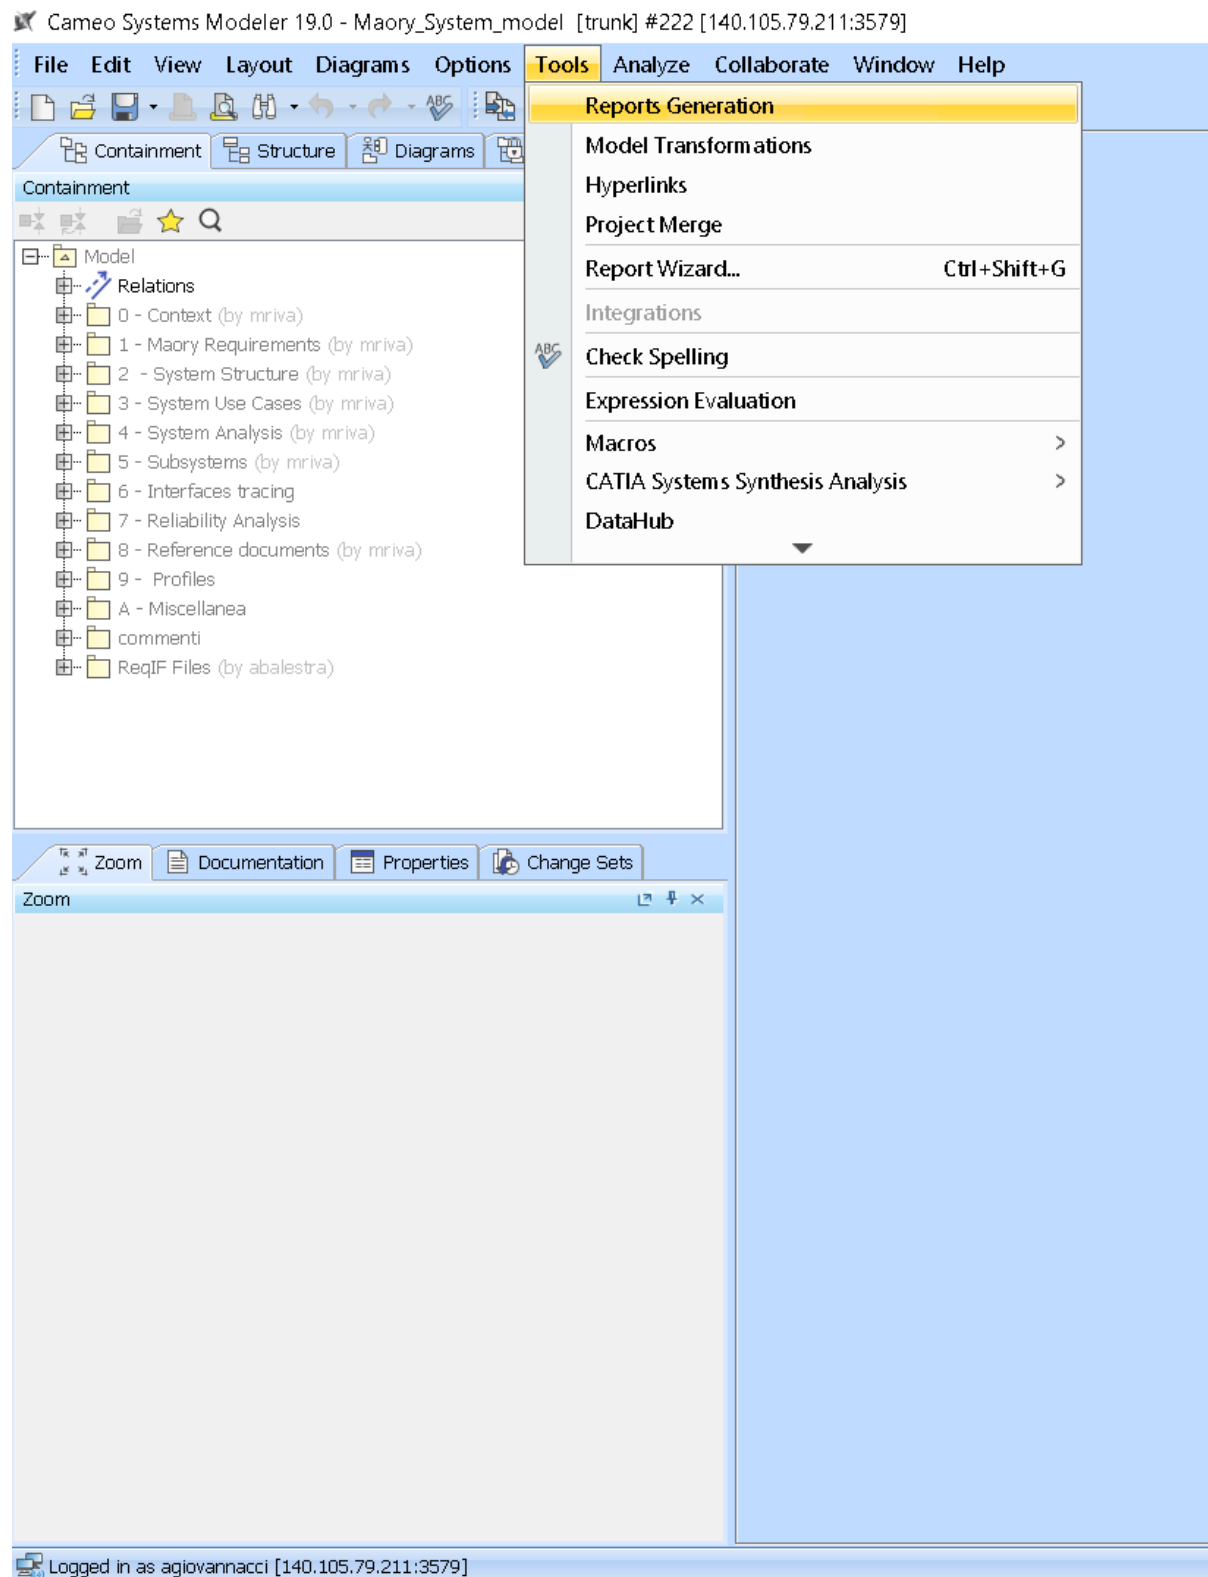 Cameo Systems Modeler 19.0 - Maory_System_model [trunk] #222 [140.105.79.211:3579]
File Edit View Layout Diagrams Options Tools Analyze Collaborate Window Help
ABC
Reports Generation
Containment Structure Diagrams
Model Transformations
Containment
Hyperlinks
Project Merge
Model
Report Wizard... Ctrl+Shift+G
Relations
0 - Context (by mriva)
Integrations
1 - Maory Requirements (by mriva)
ABC Check Spelling
2 - System Structure (by mriva)
3 - System Use Cases (by mriva)
Expression Evaluation
4 - System Analysis (by mriva)
Macros >
5 - Subsystems (by mriva)
CATIA Systems Synthesis Analysis >
6 - Interfaces tracing
7 - Reliability Analysis
DataHub
8 - Reference documents (by mriva)
9 - Profiles
A - Miscellanea
commenti
ReqIF Files (by abalestra)
Zoom Documentation Properties Change Sets
Zoom
Logged in as agiovannacci [140.105.79.211:3579]